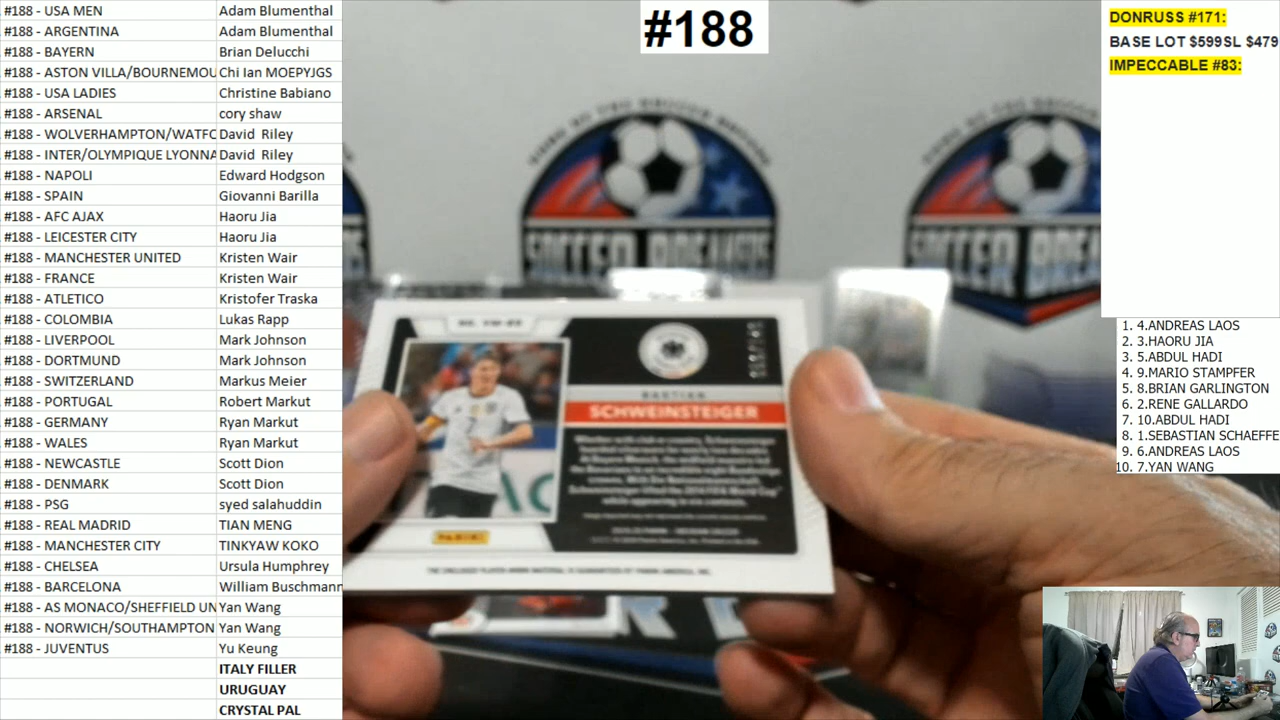 #188 - USA MEN Adam Blumenthal
#188 - ARGENTINA Adam Blumenthal
#188 - BAYERN Brian Delucchi
#188 - ASTON VILLA/BOURNEMOU Chi Ian MOEPYJGS
#188 - USA LADIES Christine Babiano
#188 - ARSENAL cory shaw
#188 - WOLVERHAMPTON/WATFC David Riley
#188 - INTER/OLYMPIQUE LYONNA David Riley
#188 - NAPOLI Edward Hodgson
#188 - SPAIN Giovanni Barilla
#188 - AFC AJAX Haoru Jia
#188 - LEICESTER CITY Haoru Jia
#188 - MANCHESTER UNITED Kristen Wair
#188 - FRANCE Kristen Wair
#188 - ATLETICO Kristofer Traska
#188 - COLOMBIA Lukas Rapp
#188 - LIVERPOOL Mark Johnson
#188 - DORTMUND Mark Johnson
#188 - SWITZERLAND Markus Meier
#188 - PORTUGAL Robert Markut
#188 - GERMANY Ryan Markut
#188 - WALES Ryan Markut
#188 - NEWCASTLE Scott Dion
#188 - DENMARK Scott Dion
#188 - PSG syed salahuddin
#188 - REAL MADRID TIAN MENG
#188 - MANCHESTER CITY TINKYAW KOKO
#188 - CHELSEA Ursula Humphrey
#188 - BARCELONA William Buschmann
#188 - AS MONACO/SHEFFIELD UN Yan Wang
#188 - NORWICH/SOUTHAMPTON Yan Wang
#188 - JUVENTUS Yu Keung
ITALY FILLER
URUGUAY
CRYSTAL PAL
#188
SOCCER BREAKERS
BASTIAN
SCHWEINSTEIGER
PANINI
DONRUSS #171:
BASE LOT $599SL $479
IMPECCABLE #83:
1. 4.ANDREAS LAOS
2. 3.HAORU JIA
3. 5.ABDUL HADI
4. 9.MARIO STAMPFER
5. 8.BRIAN GARLINGTON
6. 2.RENE GALLARDO
7. 10.ABDUL HADI
8. 1.SEBASTIAN SCHAEFFE
9. 6.ANDREAS LAOS
10. 7.YAN WANG